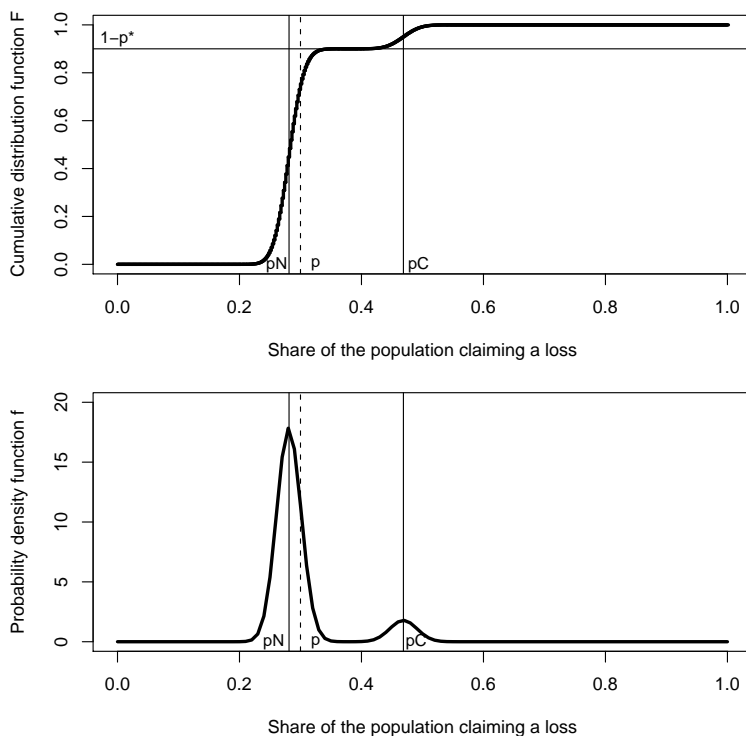 Cumulative distribution function F
1.0
0.8
0.6
0.4
0.2
0.0
1−p*
pN
p
pC
0.0 0.2 0.4 0.6 0.8 1.0
Share of the population claiming a loss
Probability density function f
20
15
10
5
0
pN
p
pC
0.0 0.2 0.4 0.6 0.8 1.0
Share of the population claiming a loss